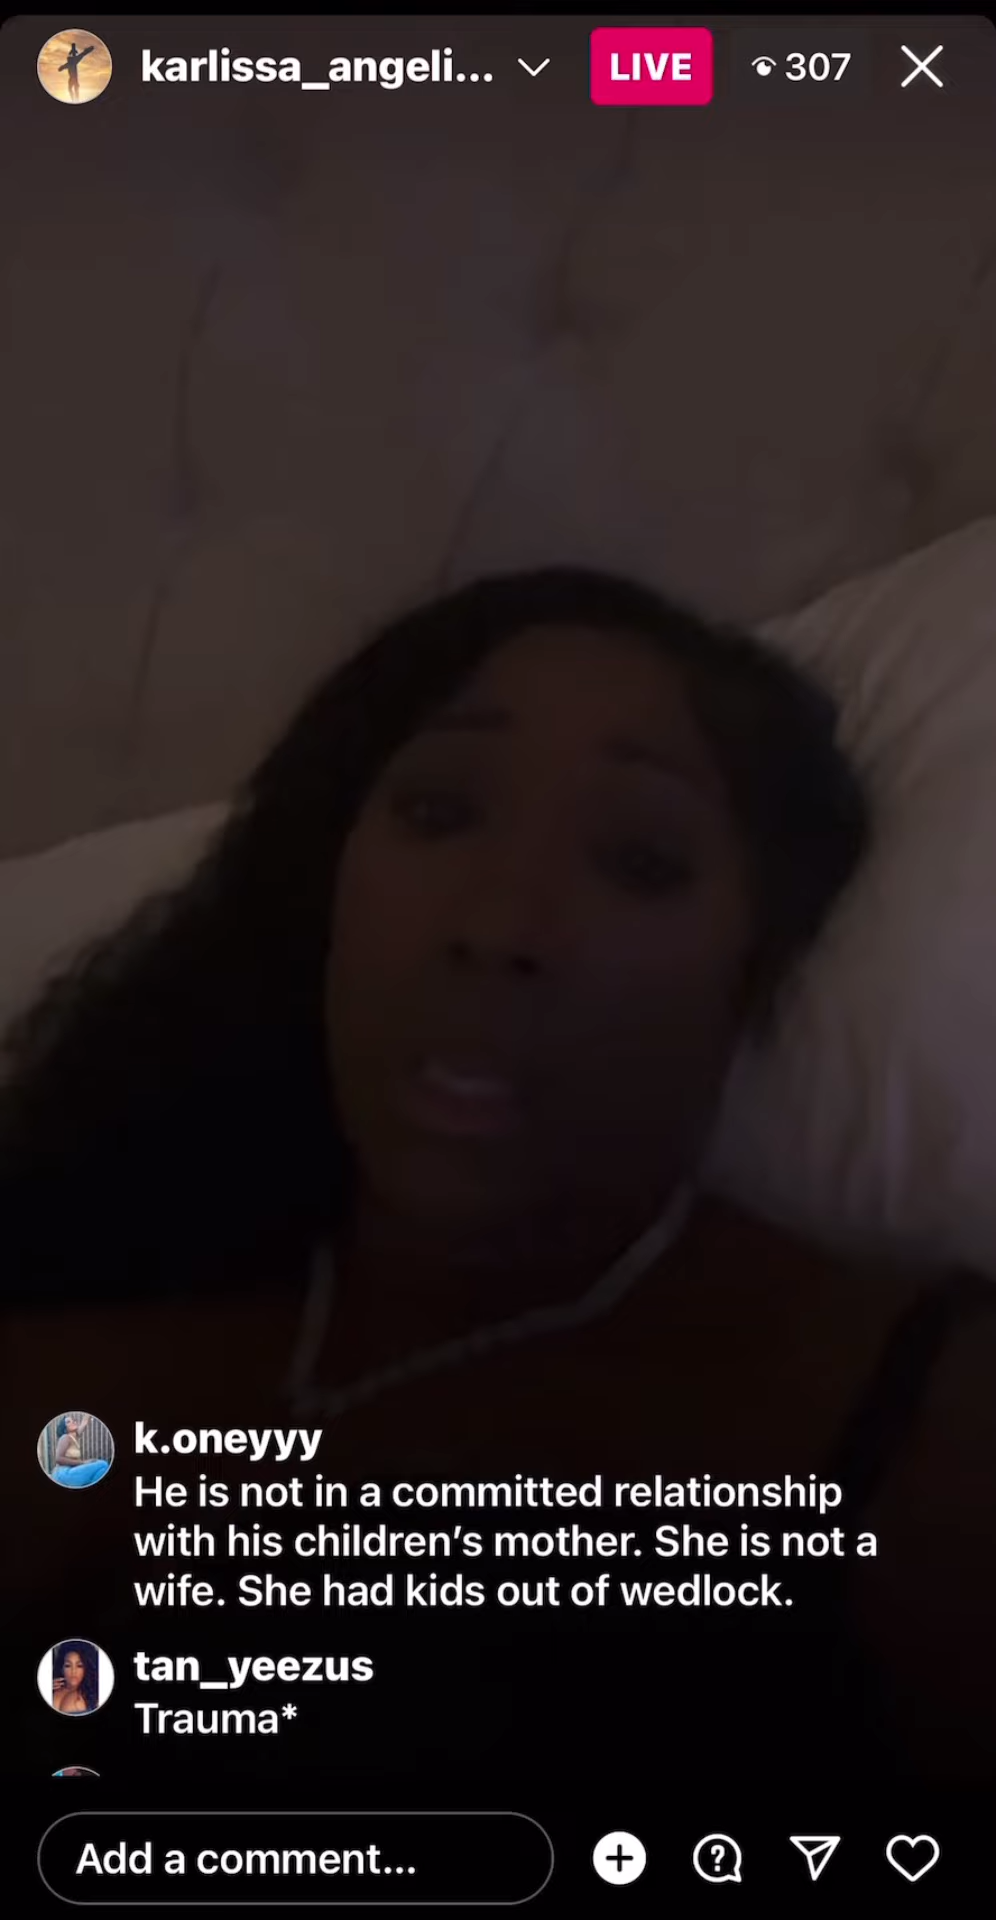 karlissa_angeli...
LIVE
307
k.oneyyy
He is not in a committed relationship
with his children's mother. She is not a
wife. She had kids out of wedlock.
tan_yeezus
Trauma*
Add a comment...